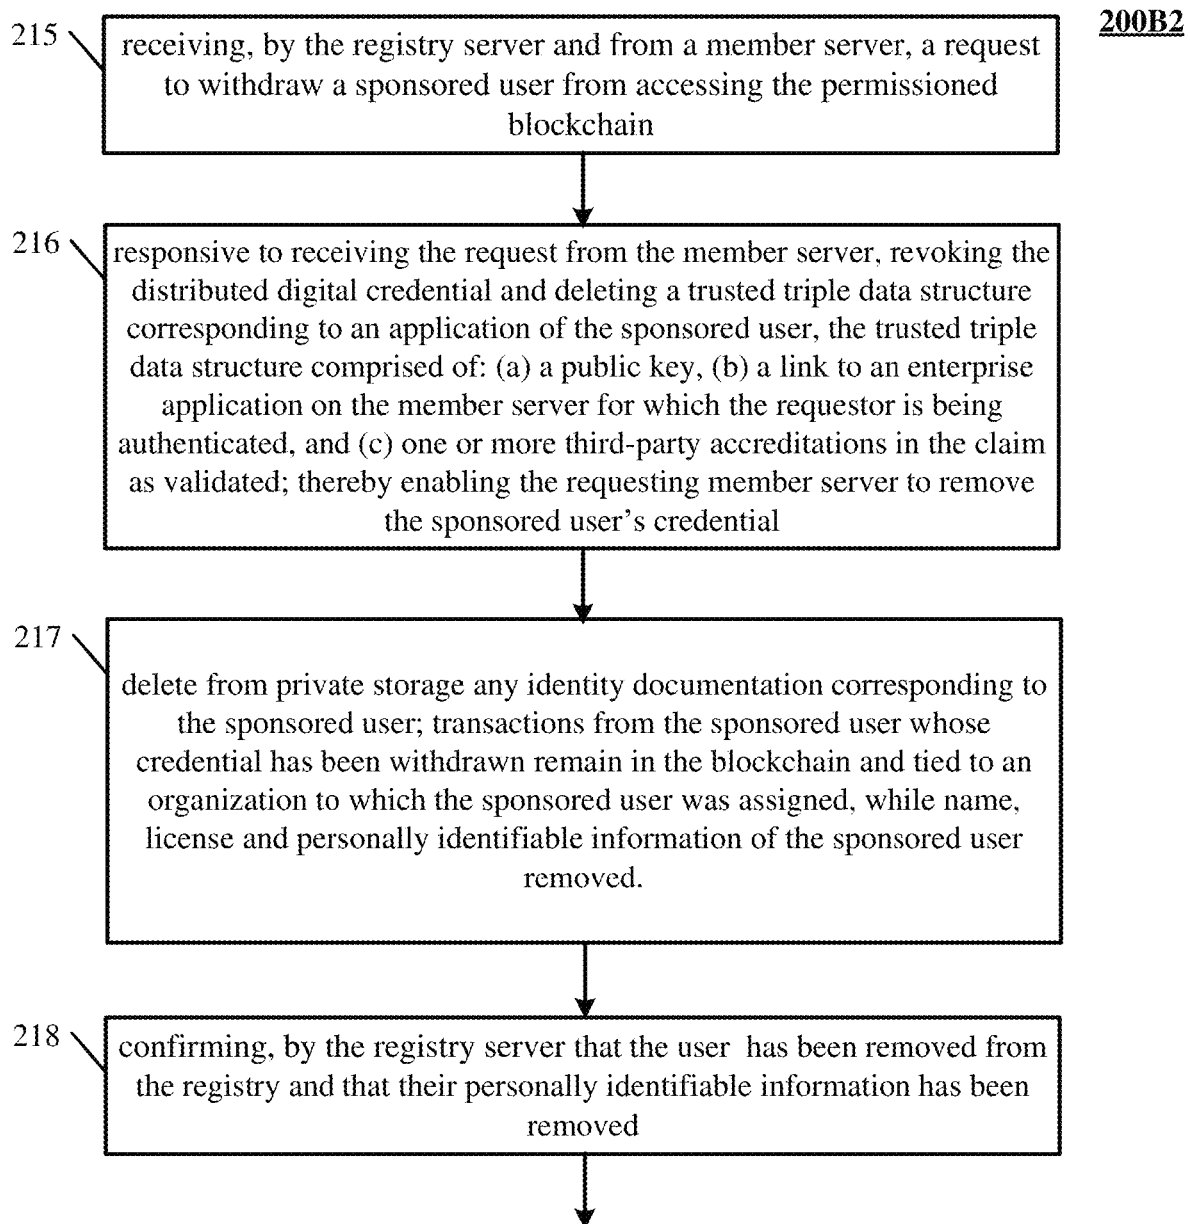 200B2
215
receiving, by the registry server and from a member server, a request
to withdraw a sponsored user from accessing the permissioned
blockchain
216
responsive to receiving the request from the member server, revoking the
distributed digital credential and deleting a trusted triple data structure
corresponding to an application of the sponsored user, the trusted triple
data structure comprised of: (a) a public key, (b) a link to an enterprise
application on the member server for which the requestor is being
authenticated, and (c) one or more third-party accreditations in the claim
as validated; thereby enabling the requesting member server to remove
the sponsored user's credential
217
delete from private storage any identity documentation corresponding to
the sponsored user; transactions from the sponsored user whose
credential has been withdrawn remain in the blockchain and tied to an
organization to which the sponsored user was assigned, while name,
license and personally identifiable information of the sponsored user
removed.
218
confirming, by the registry server that the user has been removed from
the registry and that their personally identifiable information has been
removed